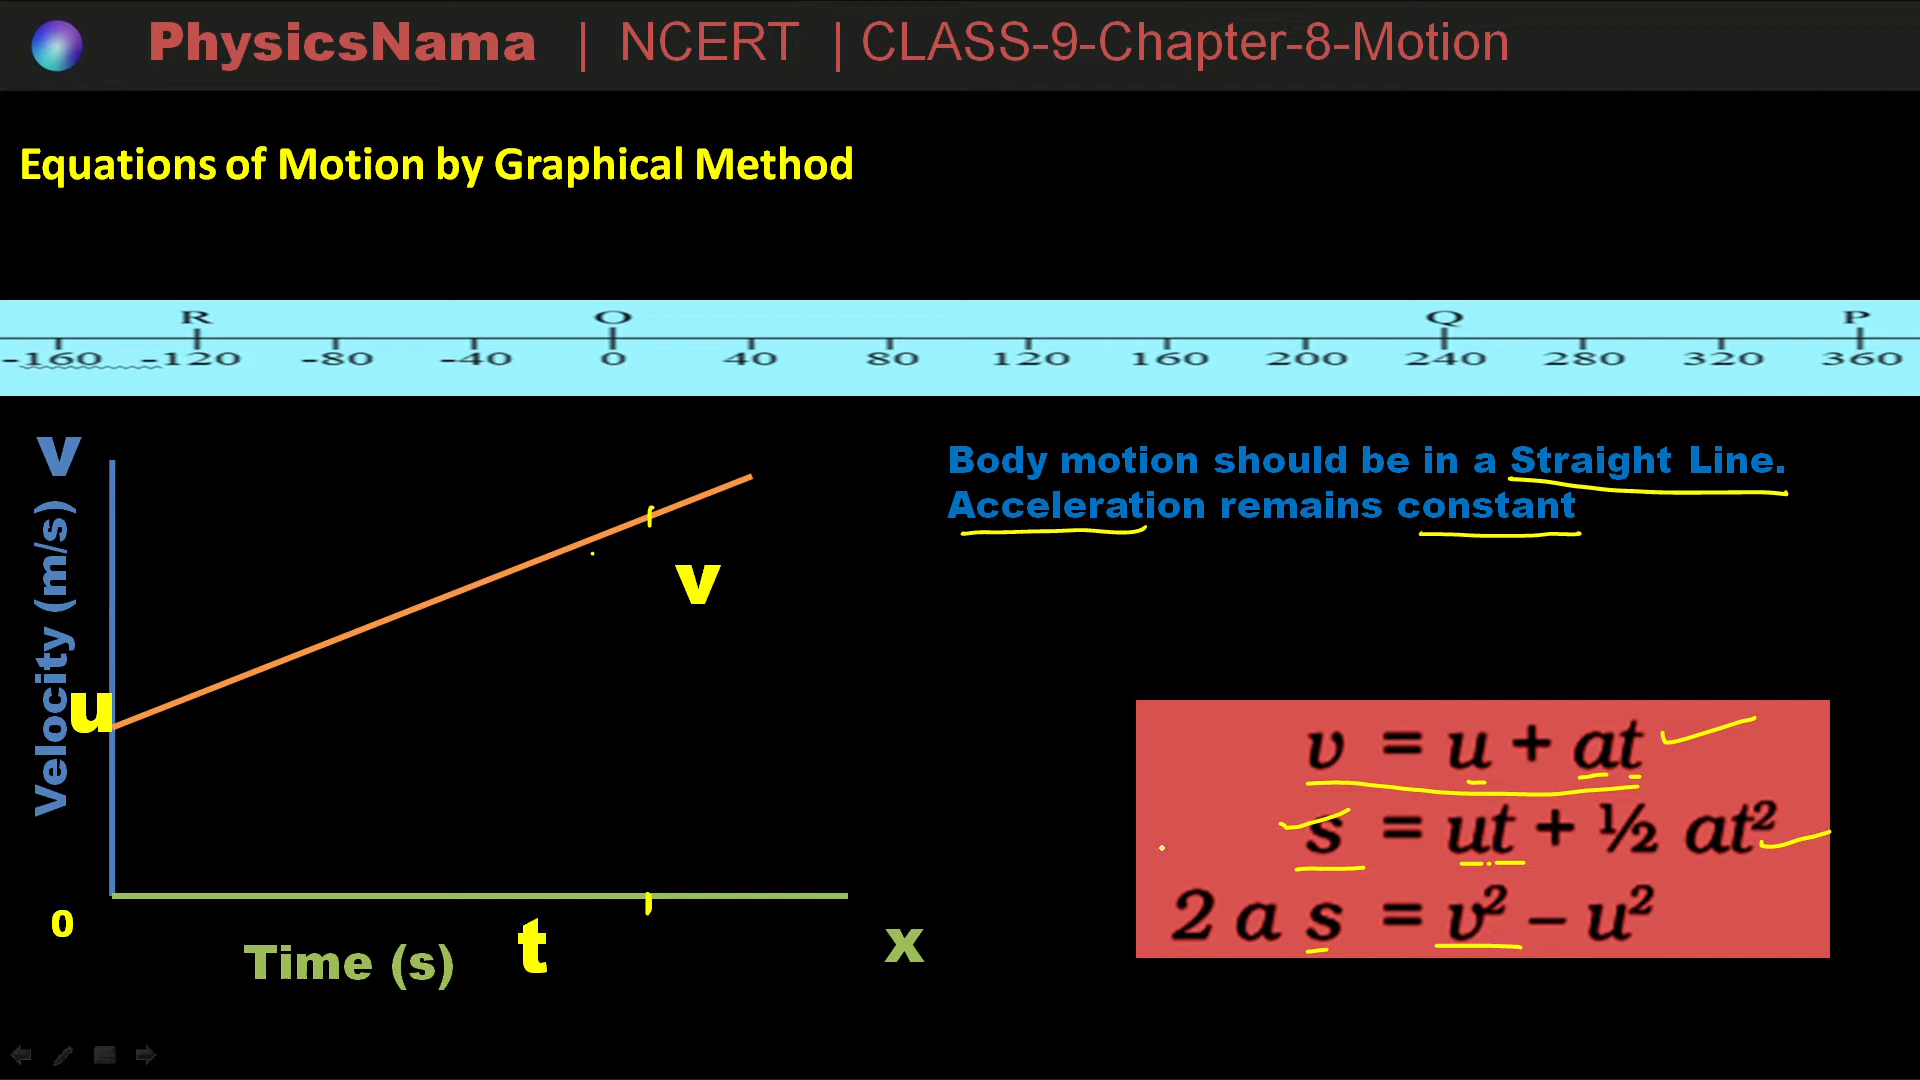 PhysicsNama | NCERT | CLASS-9-Chapter-8-Motion
Equations of Motion by Graphical Method
R O Q P
-160 -120 -80 -40 0 40 80 120 160 200 240 280 320 360
v
Velocity (m/s)
u
v
0
Time (s)
t
x
Body motion should be in a Straight Line.
Acceleration remains constant
v = u + at
s = ut + ½ at²
2 a s = v² – u²